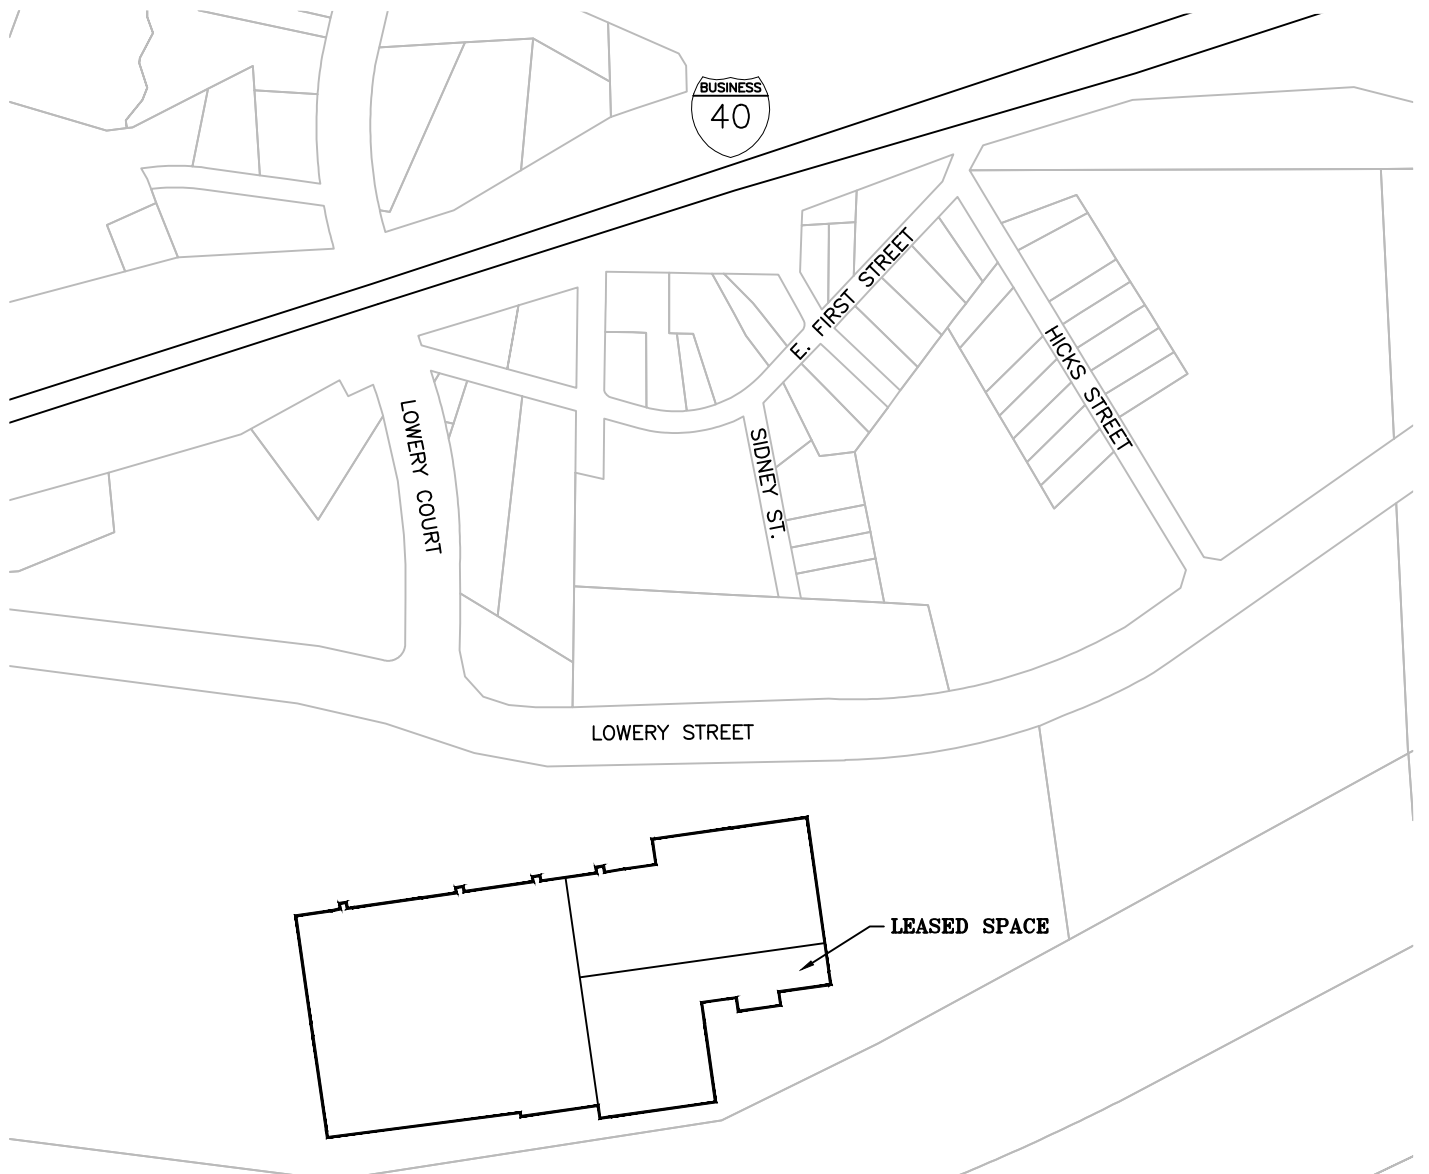 BUSINESS
40
E. FIRST STREET
HICKS STREET
LOWERY COURT
SIDNEY ST.
LOWERY STREET
LEASED SPACE